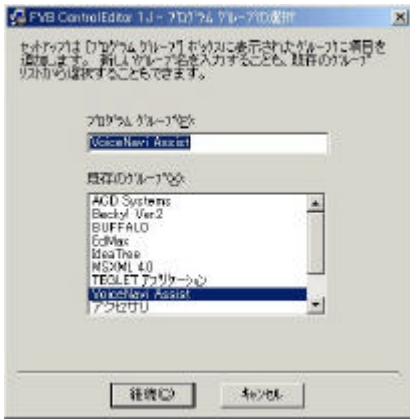 FVB ControlEditor 1.J - プログラム グループの選択
セットアップは [プログラム グループ] ボックスに表示されたグループに項目を
追加します。 新しいグループ名を入力することも、既存のグループ
リストから選択することもできます。
プログラム グループ(P):
VoiceNavi Assist
既存のグループ(X):
ACD Systems
Becky! Ver.2
BUFFALO
EdMax
IdeaTree
MSXML 4.0
TEGLET アプリケーション
VoiceNavi Assist
アクセサリ
継続(C)
キャンセル